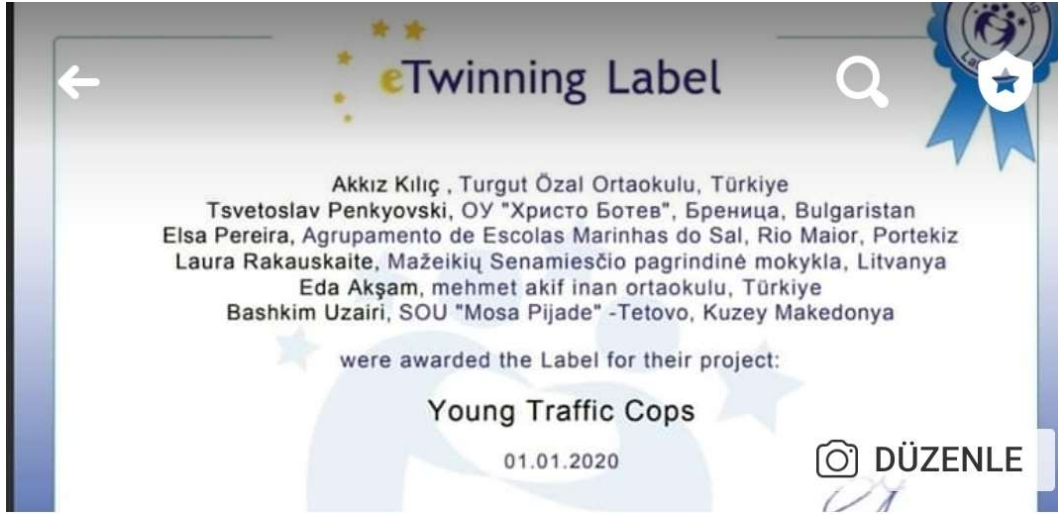 eTwinning Label
Akkız Kılıç , Turgut Özal Ortaokulu, Türkiye
Tsvetoslav Penkyovski, ОУ "Христо Ботев", Бреница, Bulgaristan
Elsa Pereira, Agrupamento de Escolas Marinhas do Sal, Rio Maior, Portekiz
Laura Rakauskaite, Mažeikių Senamiesčio pagrindinė mokykla, Litvanya
Eda Akşam, mehmet akif inan ortaokulu, Türkiye
Bashkim Uzairi, SOU "Mosa Pijade" -Tetovo, Kuzey Makedonya
were awarded the Label for their project:
Young Traffic Cops
01.01.2020
DÜZENLE